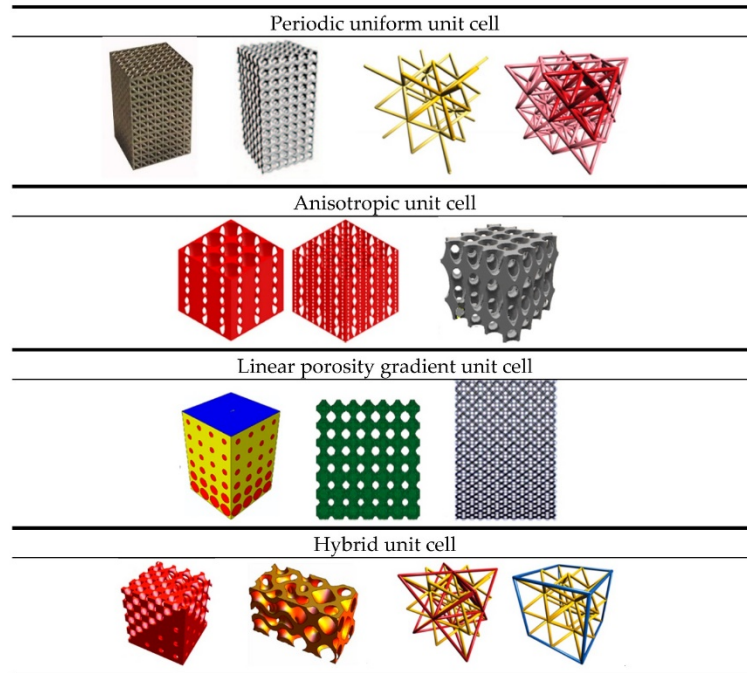 Periodic uniform unit cell
Anisotropic unit cell
Linear porosity gradient unit cell
Hybrid unit cell